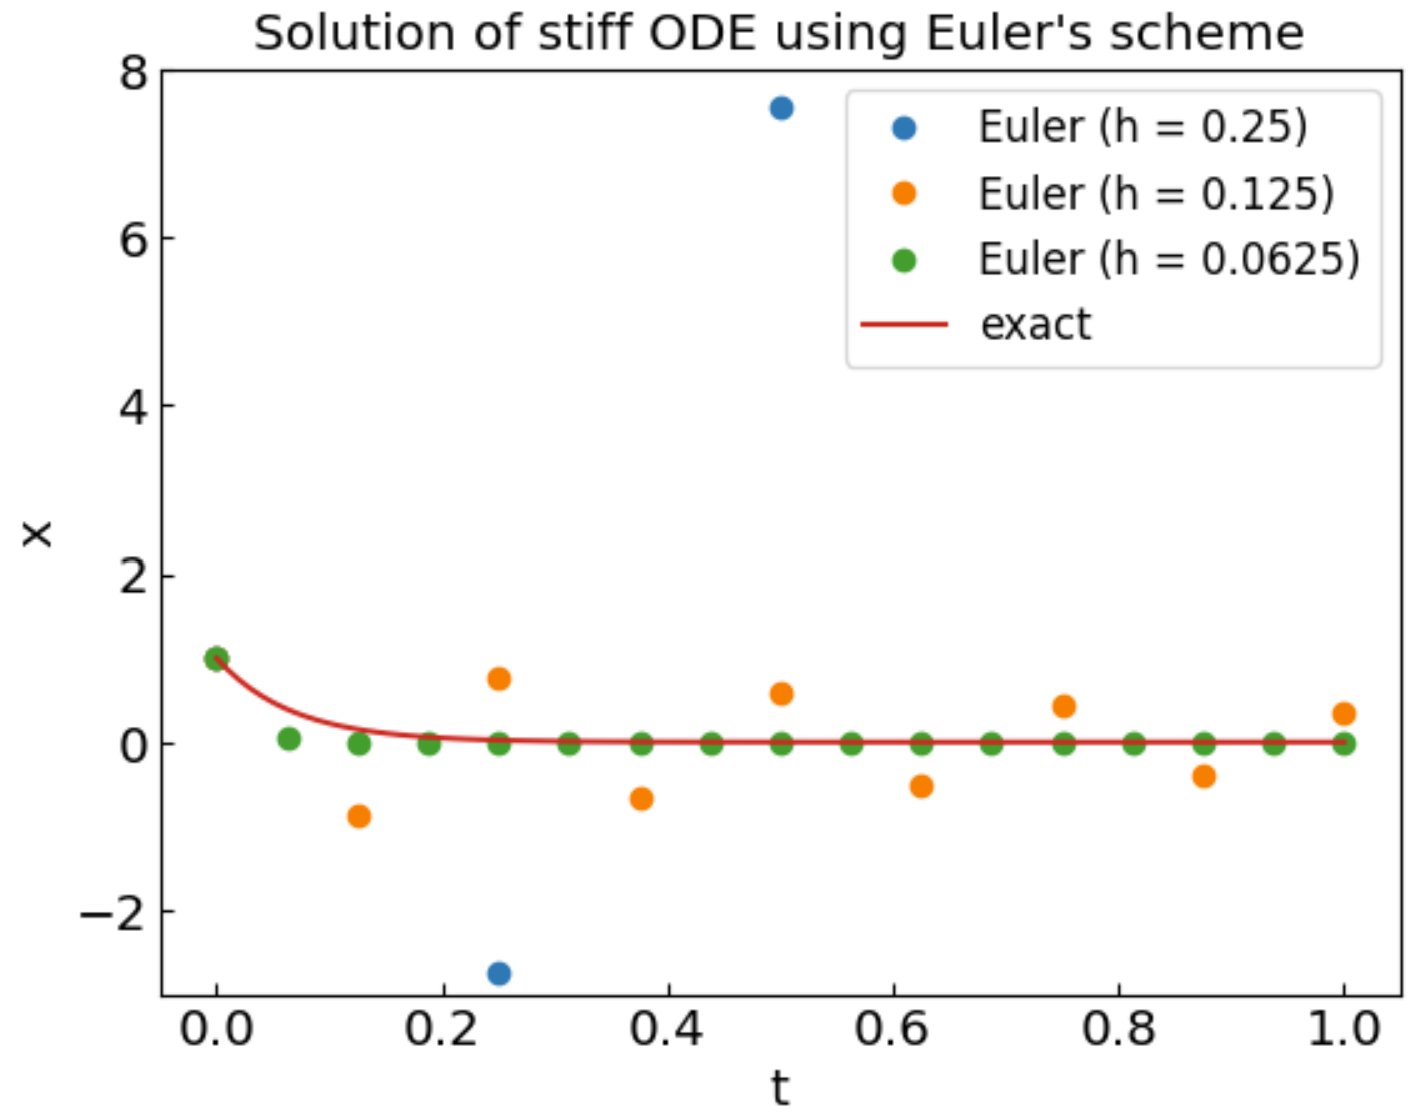 Solution of stiff ODE using Euler's scheme
8
6
4
2
0
−2
x
Euler (h = 0.25)
Euler (h = 0.125)
Euler (h = 0.0625)
exact
0.0 0.2 0.4 0.6 0.8 1.0
t